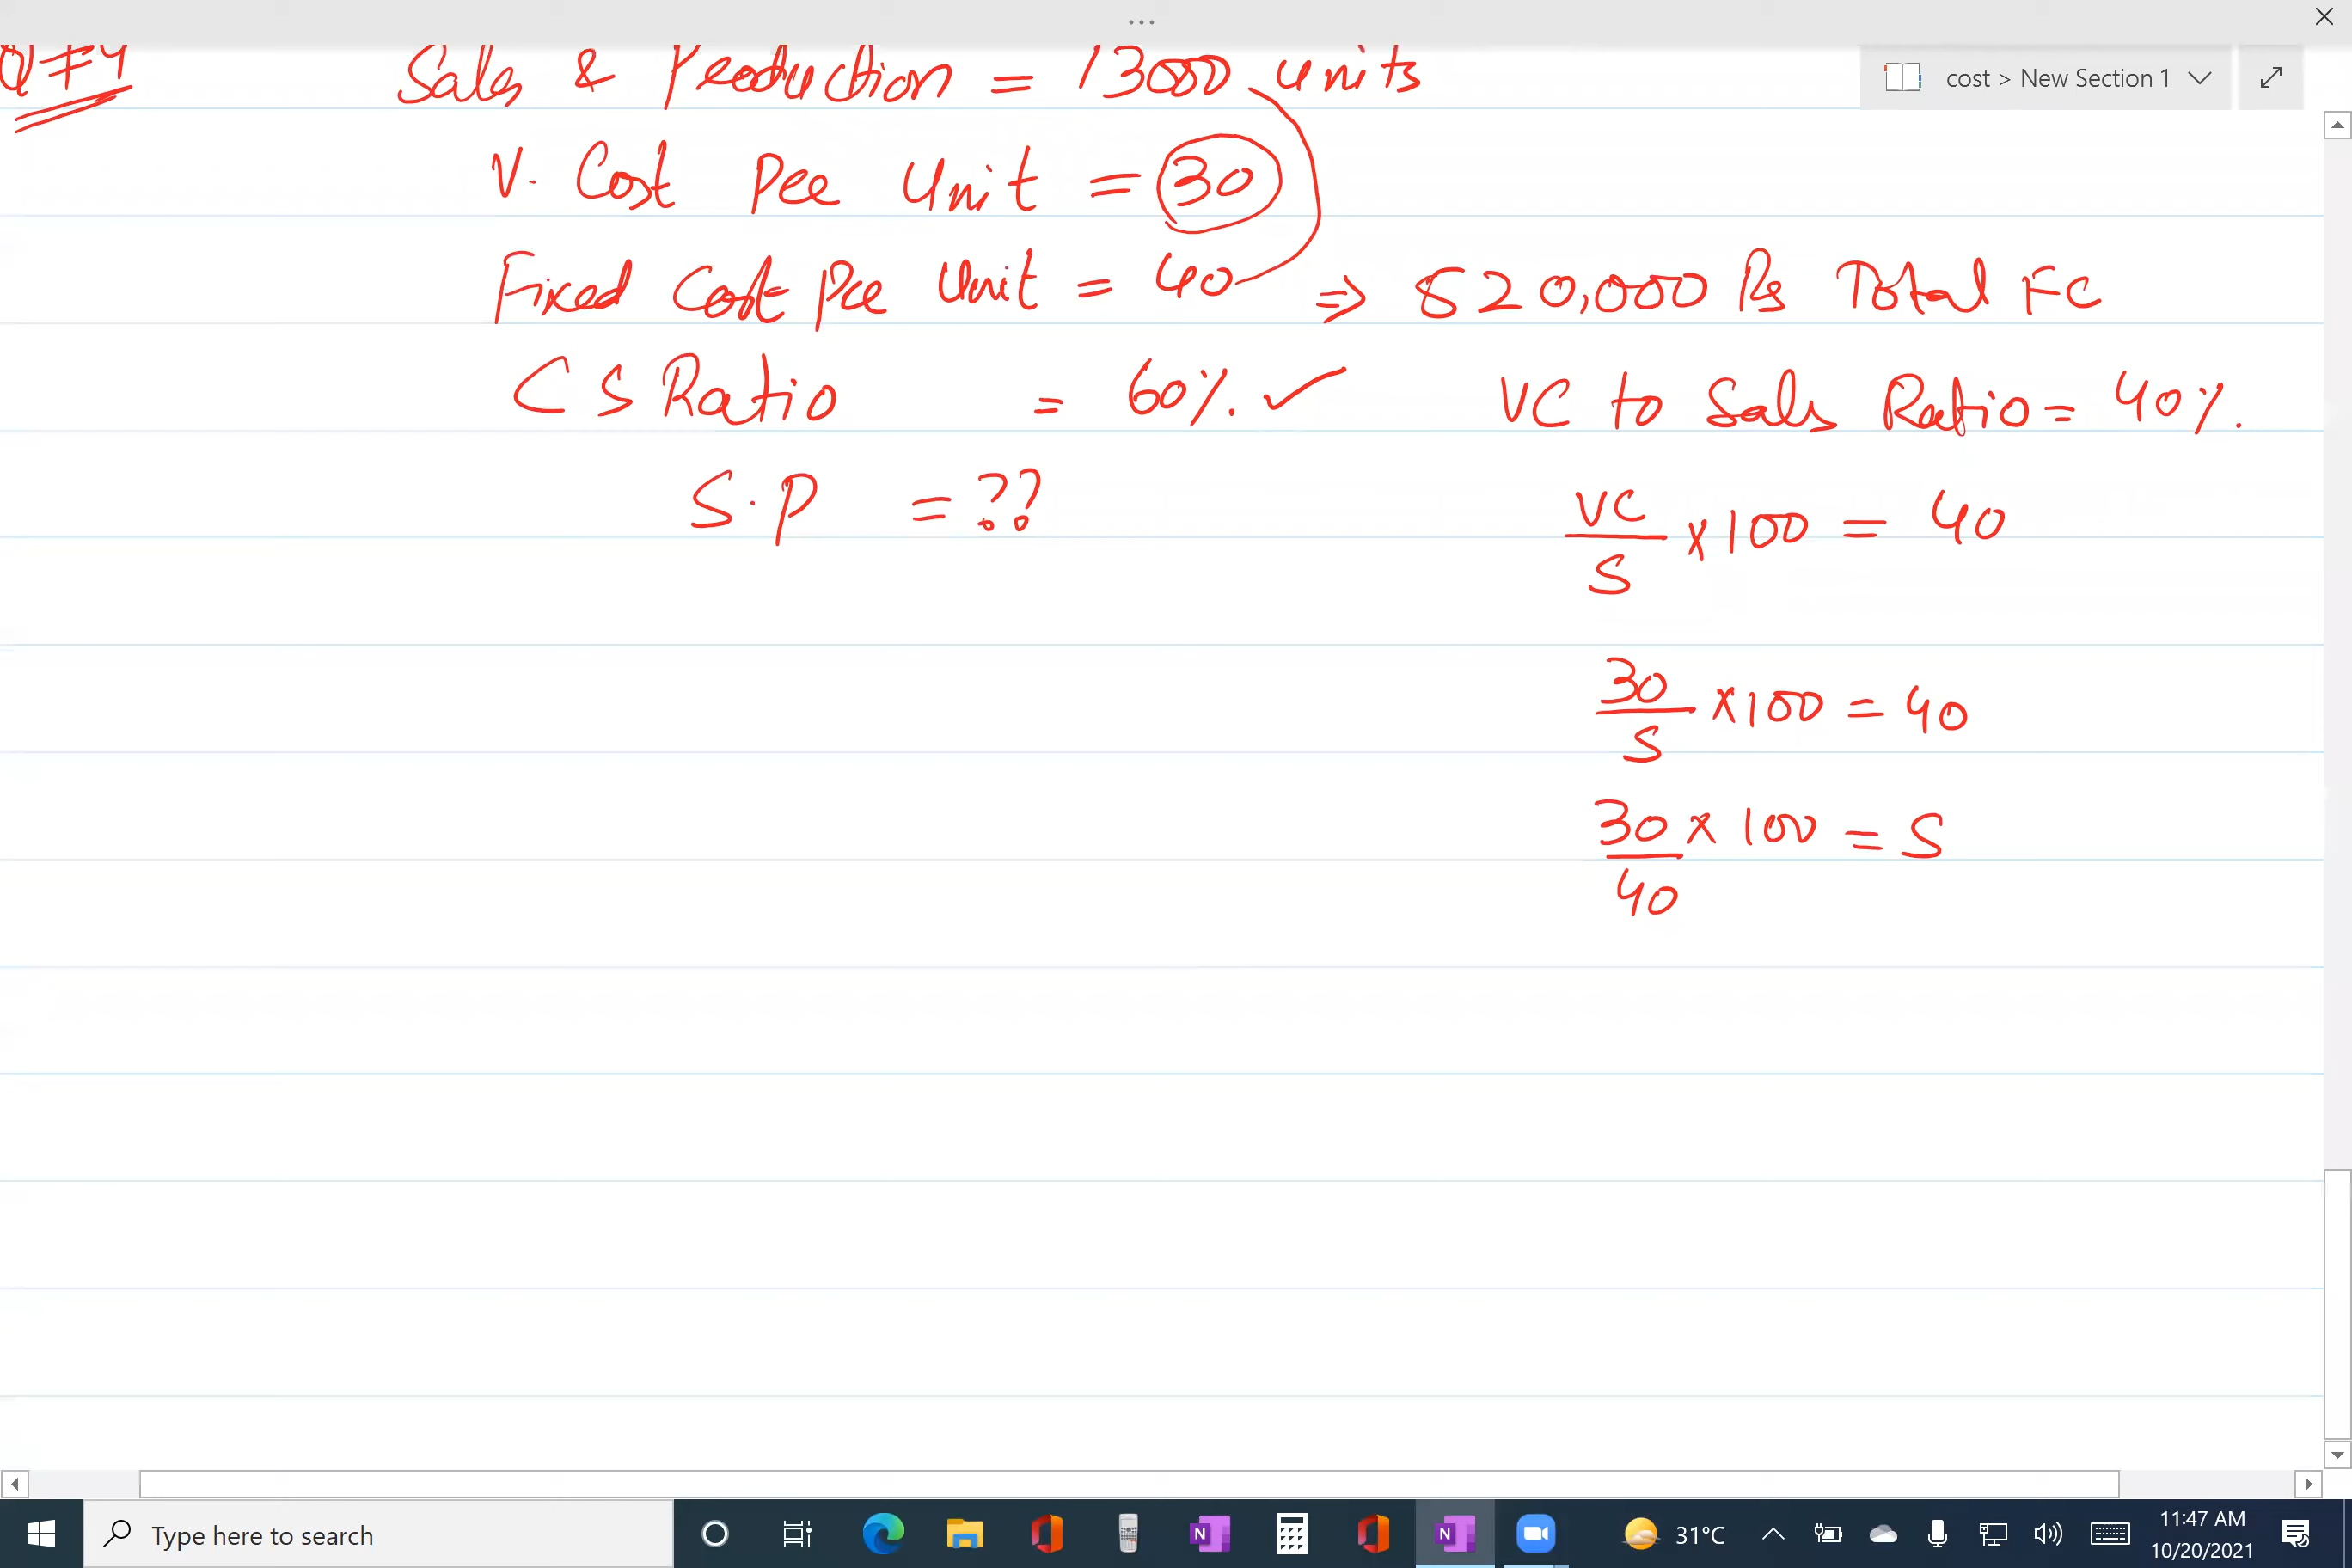 cost > New Section 1
Q#4
Sales & Production = 13000 units
V. Cost Per Unit = 30
Fixed Cost Per Unit = 40 ⇒ 520,000 Rs Total FC
CS Ratio = 60% ✓ VC to Sales Ratio = 40%.
S.P = ??
VC/S × 100 = 40
30/S × 100 = 40
30/40 × 100 = S
Type here to search
31°C
11:47 AM
10/20/2021